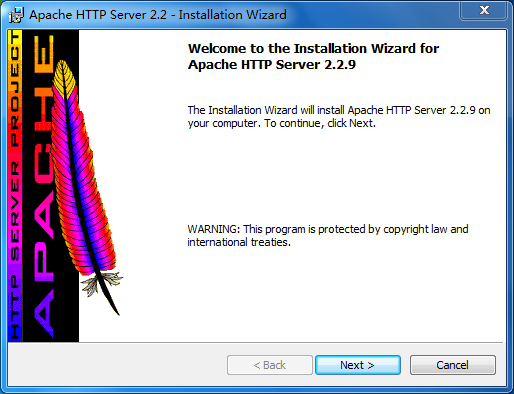 Apache HTTP Server 2.2 - Installation Wizard
HTTP SERVER PROJECT
APACHE
Welcome to the Installation Wizard for
Apache HTTP Server 2.2.9
The Installation Wizard will install Apache HTTP Server 2.2.9 on
your computer. To continue, click Next.
WARNING: This program is protected by copyright law and
international treaties.
< Back
Next >
Cancel